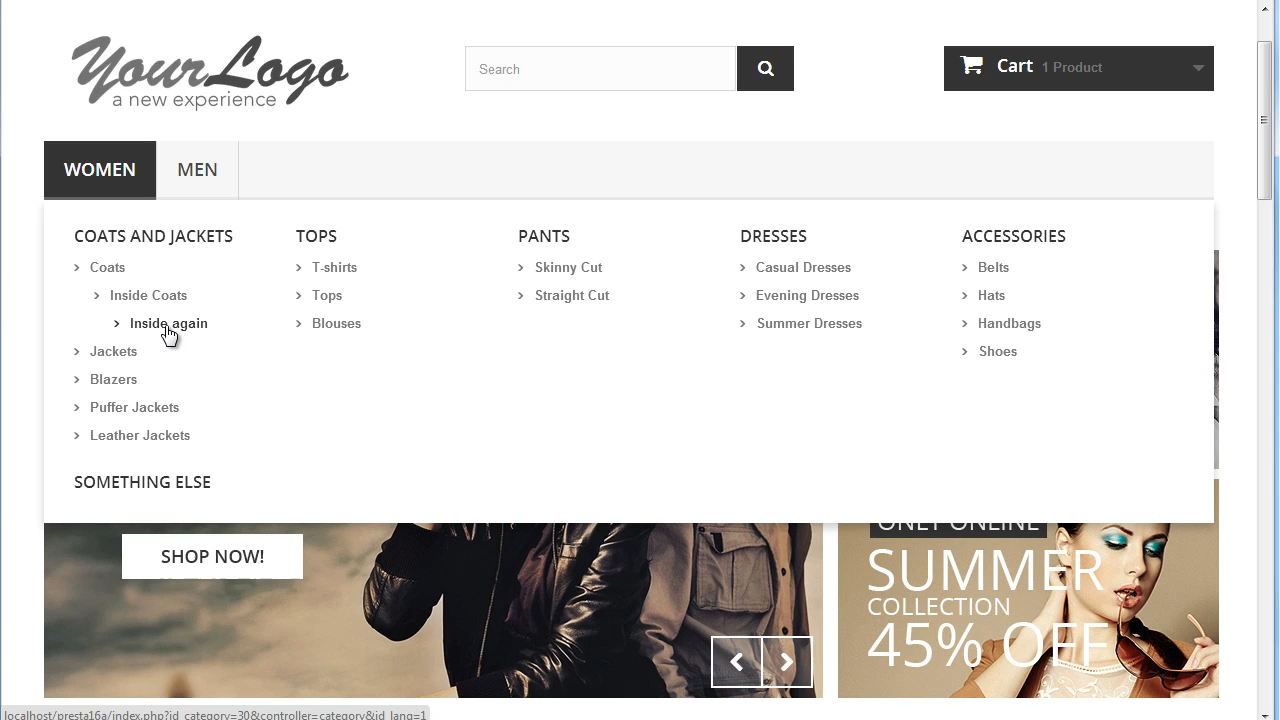 YourLogo
a new experience
Search
Cart 1 Product
WOMEN MEN
COATS AND JACKETS
Coats
Inside Coats
Inside again
Jackets
Blazers
Puffer Jackets
Leather Jackets
SOMETHING ELSE
TOPS
T-shirts
Tops
Blouses
PANTS
Skinny Cut
Straight Cut
DRESSES
Casual Dresses
Evening Dresses
Summer Dresses
ACCESSORIES
Belts
Hats
Handbags
Shoes
SHOP NOW!
ONLY ONLINE
SUMMER
COLLECTION
45% OFF
localhost/presta16a/index.php?id_category=30&controller=category&id_lang=1